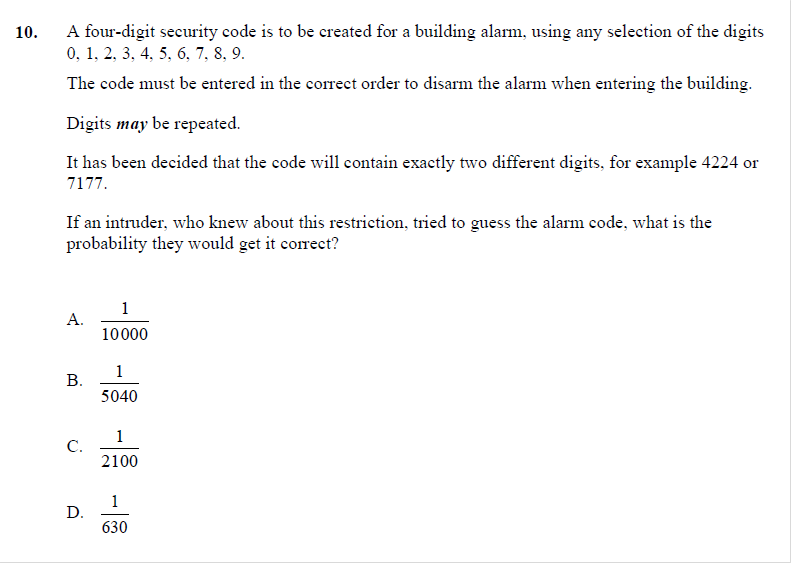 10. A four-digit security code is to be created for a building alarm, using any selection of the digits
0, 1, 2, 3, 4, 5, 6, 7, 8, 9.
The code must be entered in the correct order to disarm the alarm when entering the building.
Digits may be repeated.
It has been decided that the code will contain exactly two different digits, for example 4224 or
7177.
If an intruder, who knew about this restriction, tried to guess the alarm code, what is the
probability they would get it correct?
A. 1
10000
B. 1
5040
C. 1
2100
D. 1
630